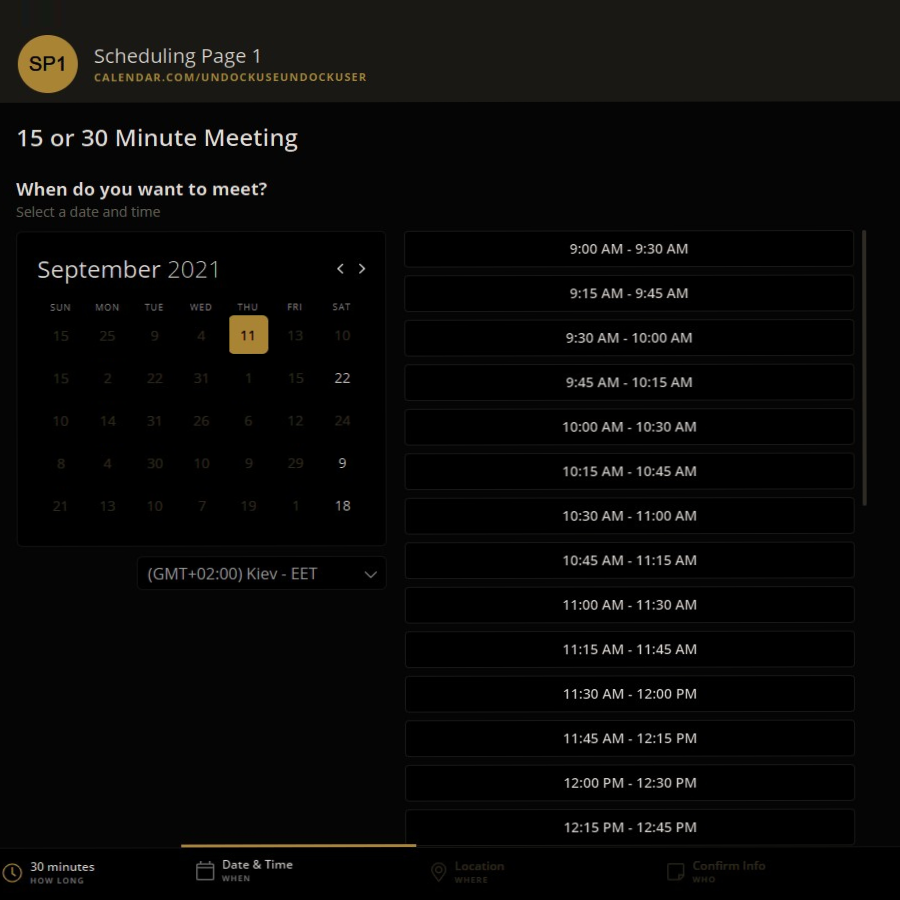 SP1
Scheduling Page 1
CALENDAR.COM/UNDOCKUSEUNDOCKUSER
15 or 30 Minute Meeting
When do you want to meet?
Select a date and time
September 2021
SUN MON TUE WED THU FRI SAT
15 25 9 4 11 13 10
15 2 22 31 1 15 22
10 14 31 26 6 12 24
8 4 30 10 9 29 9
21 13 10 7 19 1 18
(GMT+02:00) Kiev - EET
9:00 AM - 9:30 AM
9:15 AM - 9:45 AM
9:30 AM - 10:00 AM
9:45 AM - 10:15 AM
10:00 AM - 10:30 AM
10:15 AM - 10:45 AM
10:30 AM - 11:00 AM
10:45 AM - 11:15 AM
11:00 AM - 11:30 AM
11:15 AM - 11:45 AM
11:30 AM - 12:00 PM
11:45 AM - 12:15 PM
12:00 PM - 12:30 PM
12:15 PM - 12:45 PM
30 minutes
HOW LONG
Date & Time
WHEN
Location
WHERE
Confirm Info
WHO